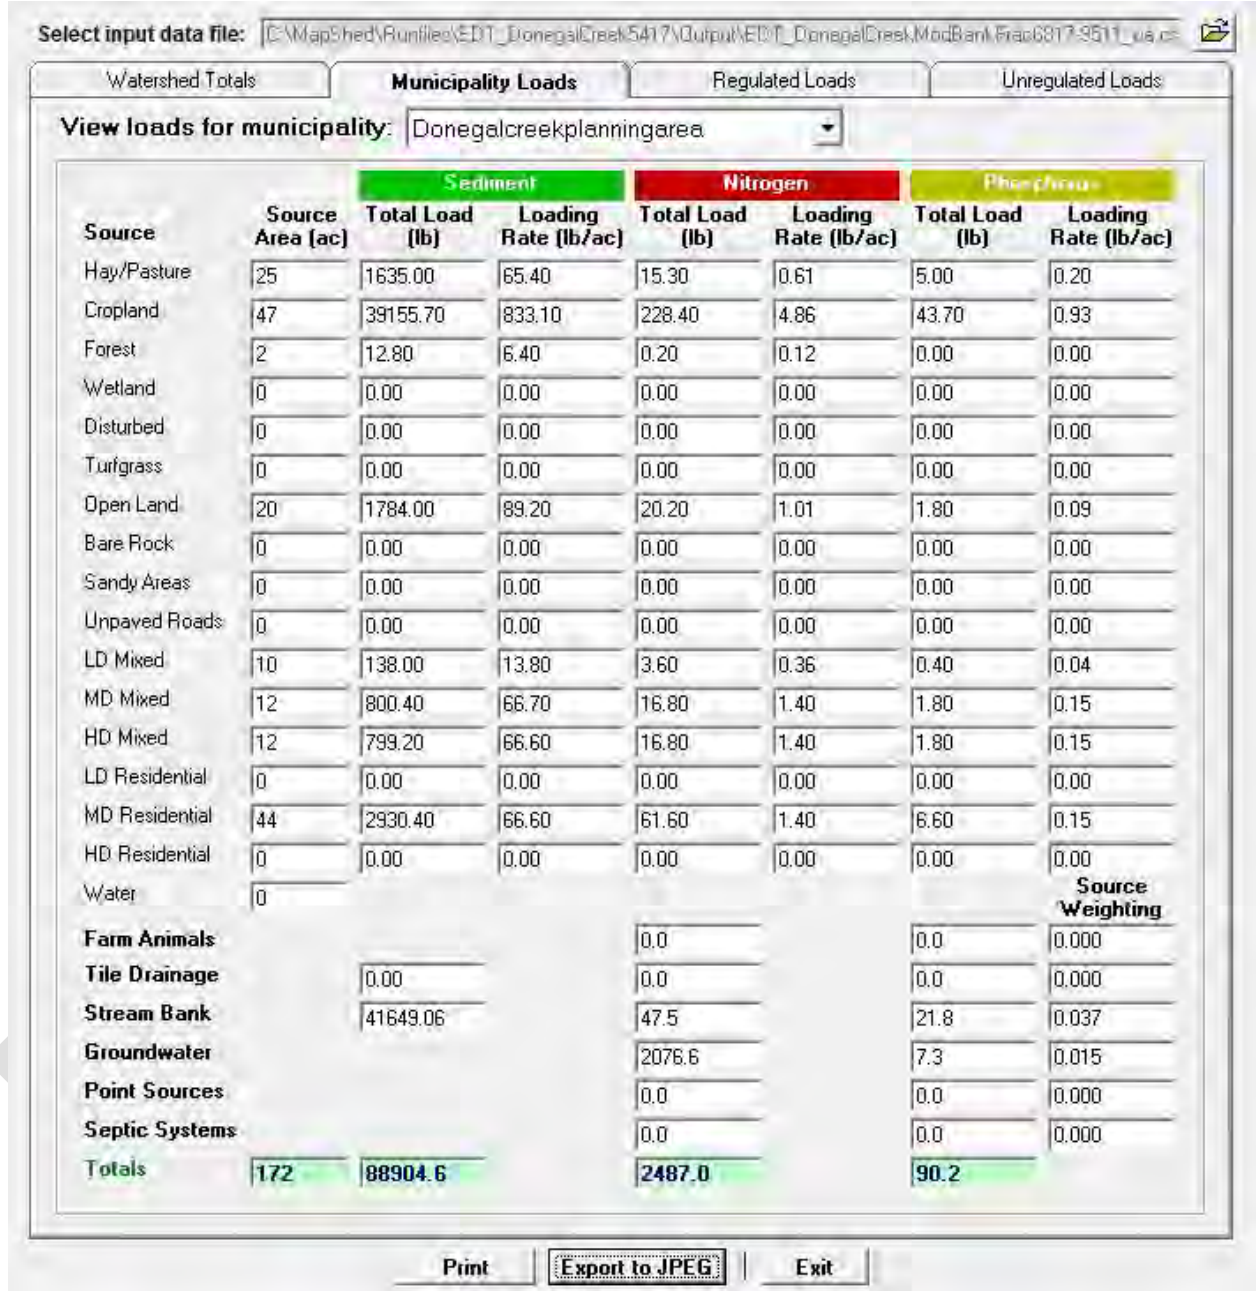 Select input data file:
Watershed Totals Municipality Loads Regulated Loads Unregulated Loads
View loads for municipality: Donegalcreekplanningarea
Sediment Nitrogen Phosphorus
Source Source Area (ac) Total Load (lb) Loading Rate (lb/ac) Total Load (lb) Loading Rate (lb/ac) Total Load (lb) Loading Rate (lb/ac)
Hay/Pasture 25 1635.00 65.40 15.30 0.61 5.00 0.20
Cropland 47 39155.70 833.10 228.40 4.86 43.70 0.93
Forest 2 12.80 6.40 0.20 0.12 0.00 0.00
Wetland 0 0.00 0.00 0.00 0.00 0.00 0.00
Disturbed 0 0.00 0.00 0.00 0.00 0.00 0.00
Turfgrass 0 0.00 0.00 0.00 0.00 0.00 0.00
Open Land 20 1784.00 89.20 20.20 1.01 1.80 0.09
Bare Rock 0 0.00 0.00 0.00 0.00 0.00 0.00
Sandy Areas 0 0.00 0.00 0.00 0.00 0.00 0.00
Unpaved Roads 0 0.00 0.00 0.00 0.00 0.00 0.00
LD Mixed 10 138.00 13.80 3.60 0.36 0.40 0.04
MD Mixed 12 800.40 66.70 16.80 1.40 1.80 0.15
HD Mixed 12 799.20 66.60 16.80 1.40 1.80 0.15
LD Residential 0 0.00 0.00 0.00 0.00 0.00 0.00
MD Residential 44 2930.40 66.60 61.60 1.40 6.60 0.15
HD Residential 0 0.00 0.00 0.00 0.00 0.00 0.00
Water 0
Source Weighting
Farm Animals 0.0 0.0 0.000
Tile Drainage 0.00 0.0 0.0 0.000
Stream Bank 41649.06 47.5 21.8 0.037
Groundwater 2076.6 7.3 0.015
Point Sources 0.0 0.0 0.000
Septic Systems 0.0 0.0 0.000
Totals 172 88904.6 2487.0 90.2
Print Export to JPEG Exit